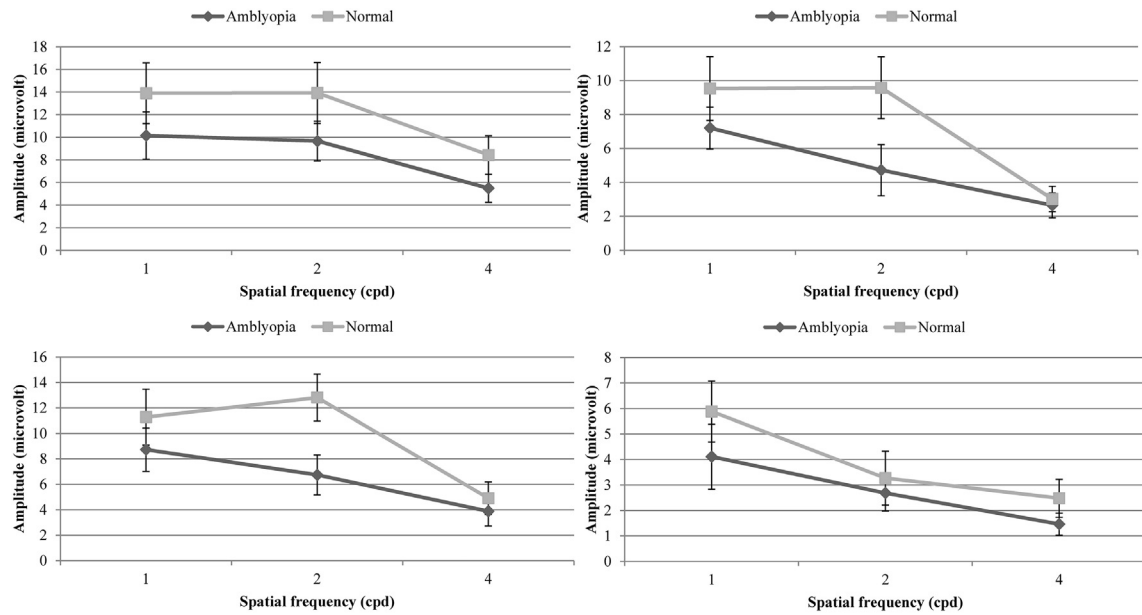 Amblyopia Normal
Amplitude (microvolt)
18
16
14
12
10
8
6
4
2
0
1 2 4
Spatial frequency (cpd)
Amblyopia Normal
Amplitude (microvolt)
12
10
8
6
4
2
0
1 2 4
Spatial frequency (cpd)
Amblyopia Normal
Amplitude (microvolt)
16
14
12
10
8
6
4
2
0
1 2 4
Spatial frequency (cpd)
Amblyopia Normal
Amplitude (microvolt)
8
7
6
5
4
3
2
1
0
1 2 4
Spatial frequency (cpd)